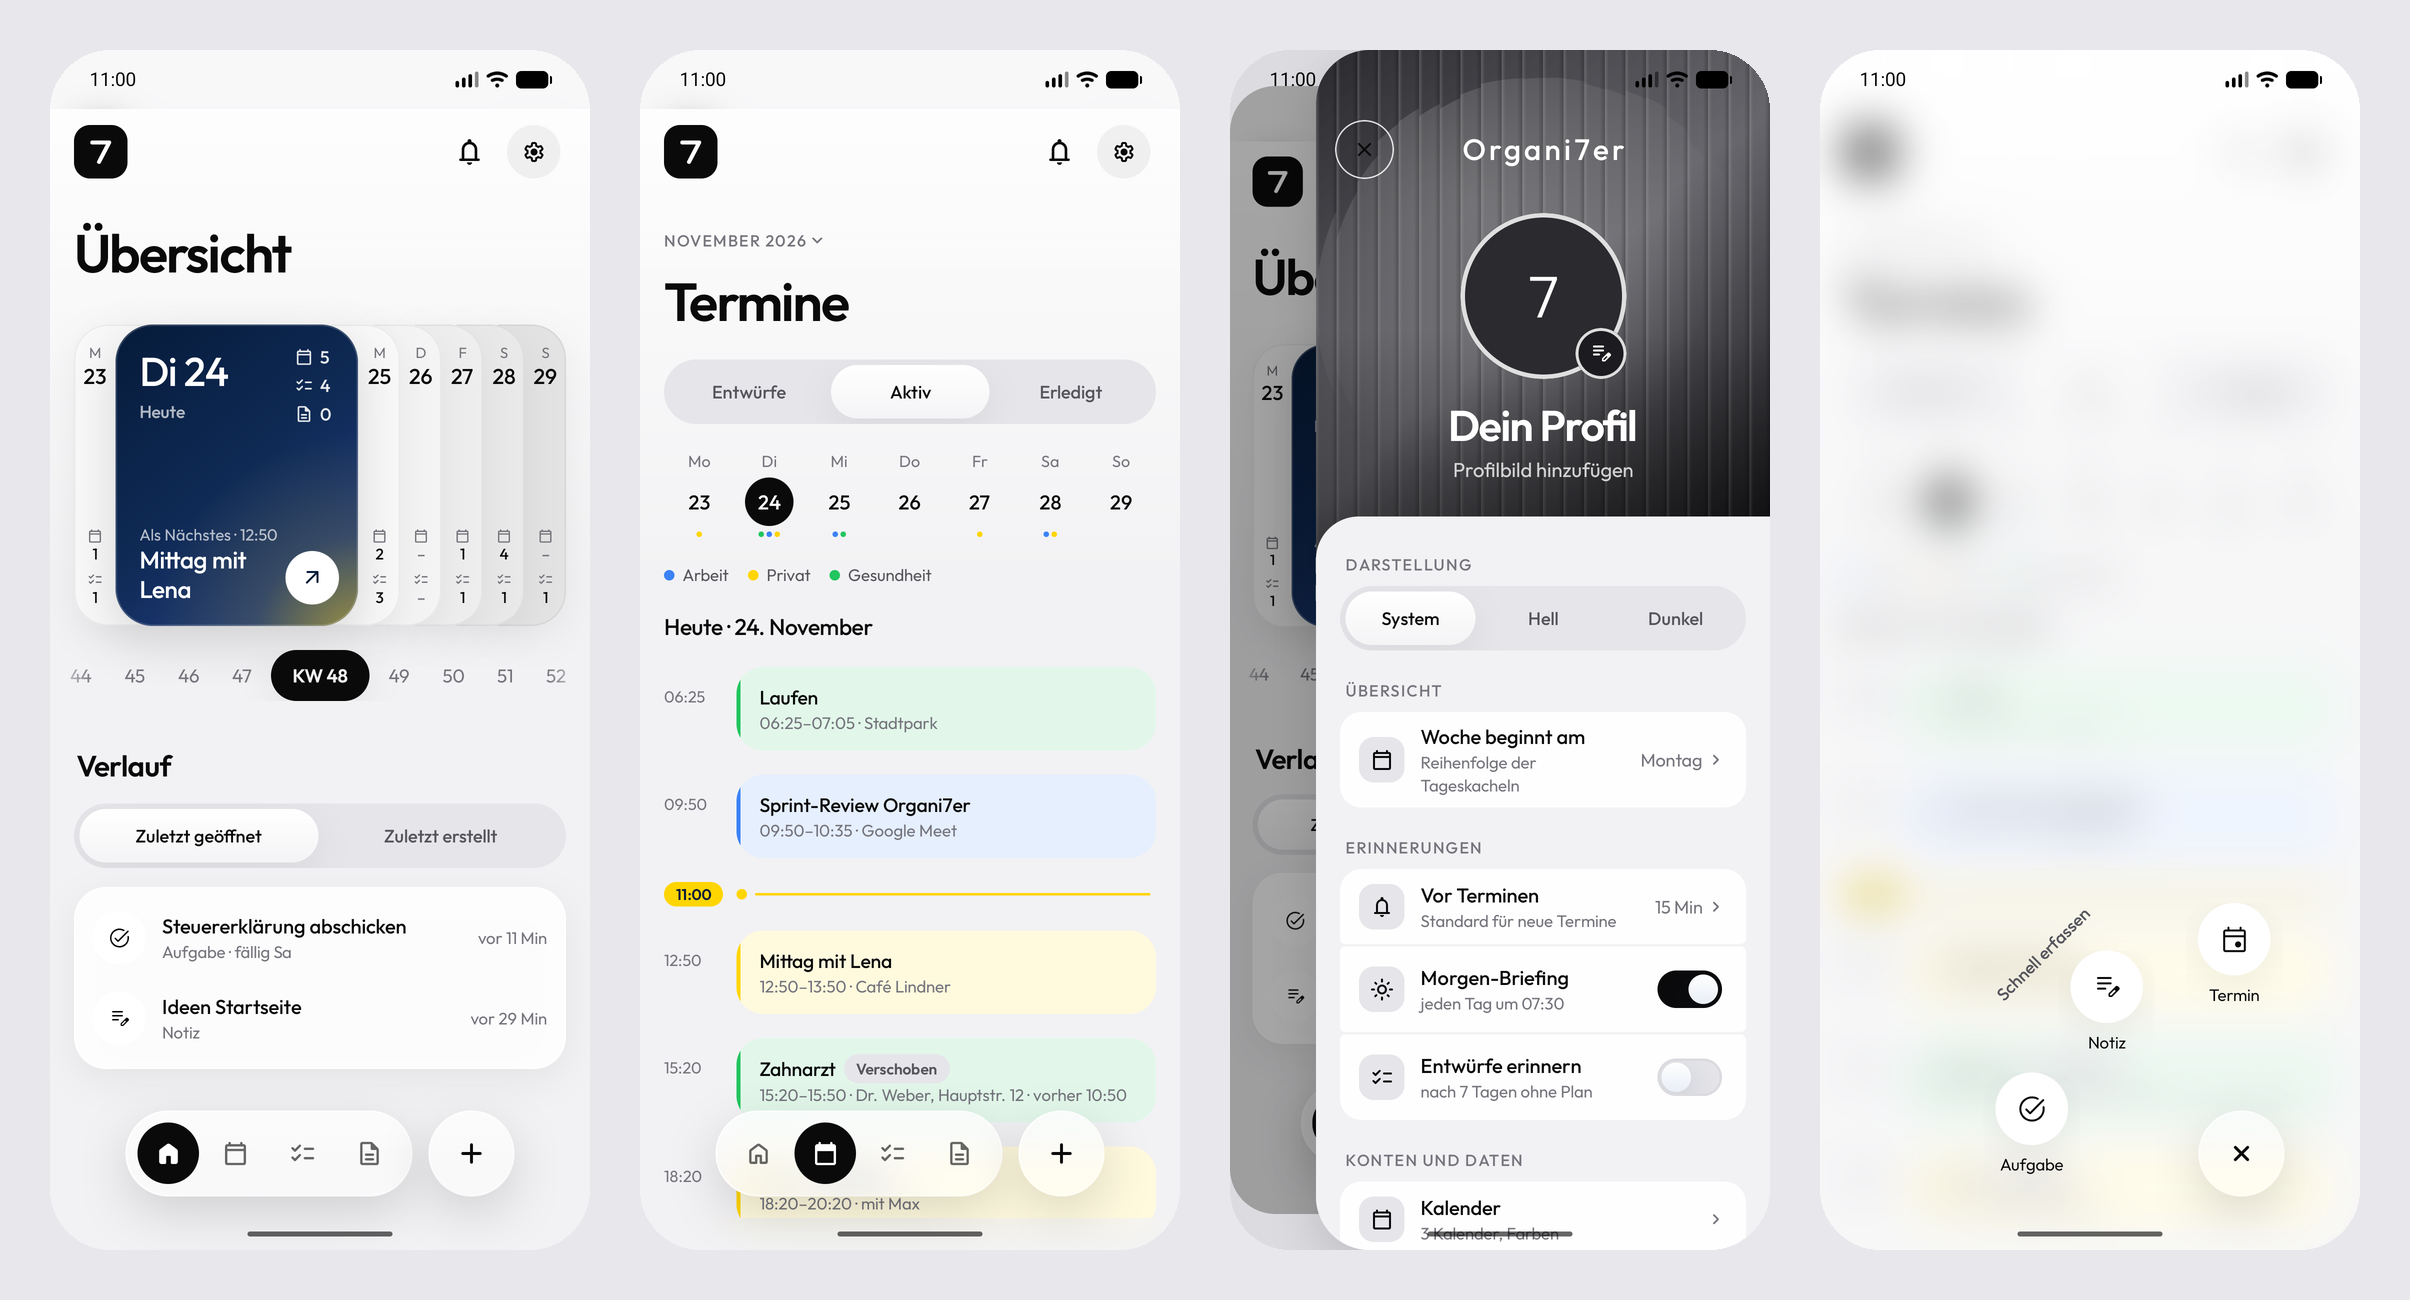 11:00
7
Übersicht
M
23
Di 24
Heute
5
4
0
Als Nächstes · 12:50
Mittag mit
Lena
1
1
M
25
2
3
D
26
–
–
F
27
1
1
S
28
4
1
S
29
–
1
44 45 46 47 KW 48 49 50 51 52
Verlauf
Zuletzt geöffnet Zuletzt erstellt
Steuererklärung abschicken
Aufgabe · fällig Sa
vor 11 Min
Ideen Startseite
Notiz
vor 29 Min
11:00
7
NOVEMBER 2026
Termine
Entwürfe Aktiv Erledigt
Mo Di Mi Do Fr Sa So
23 24 25 26 27 28 29
Arbeit Privat Gesundheit
Heute · 24. November
06:25
Laufen
06:25–07:05 · Stadtpark
09:50
Sprint-Review Organi7er
09:50–10:35 · Google Meet
11:00
12:50
Mittag mit Lena
12:50–13:50 · Café Lindner
15:20
Zahnarzt Verschoben
15:20–15:50 · Dr. Weber, Hauptstr. 12 · vorher 10:50
18:20
18:20–20:20 · mit Max
11:00
7
Üb
M
23
1
1
44 45
Verla
Z
Organi7er
7
Dein Profil
Profilbild hinzufügen
DARSTELLUNG
System Hell Dunkel
ÜBERSICHT
Woche beginnt am
Reihenfolge der
Tageskacheln
Montag
ERINNERUNGEN
Vor Terminen
Standard für neue Termine
15 Min
Morgen-Briefing
jeden Tag um 07:30
Entwürfe erinnern
nach 7 Tagen ohne Plan
KONTEN UND DATEN
Kalender
3 Kalender, Farben
11:00
Schnell erfassen
Termin
Notiz
Aufgabe